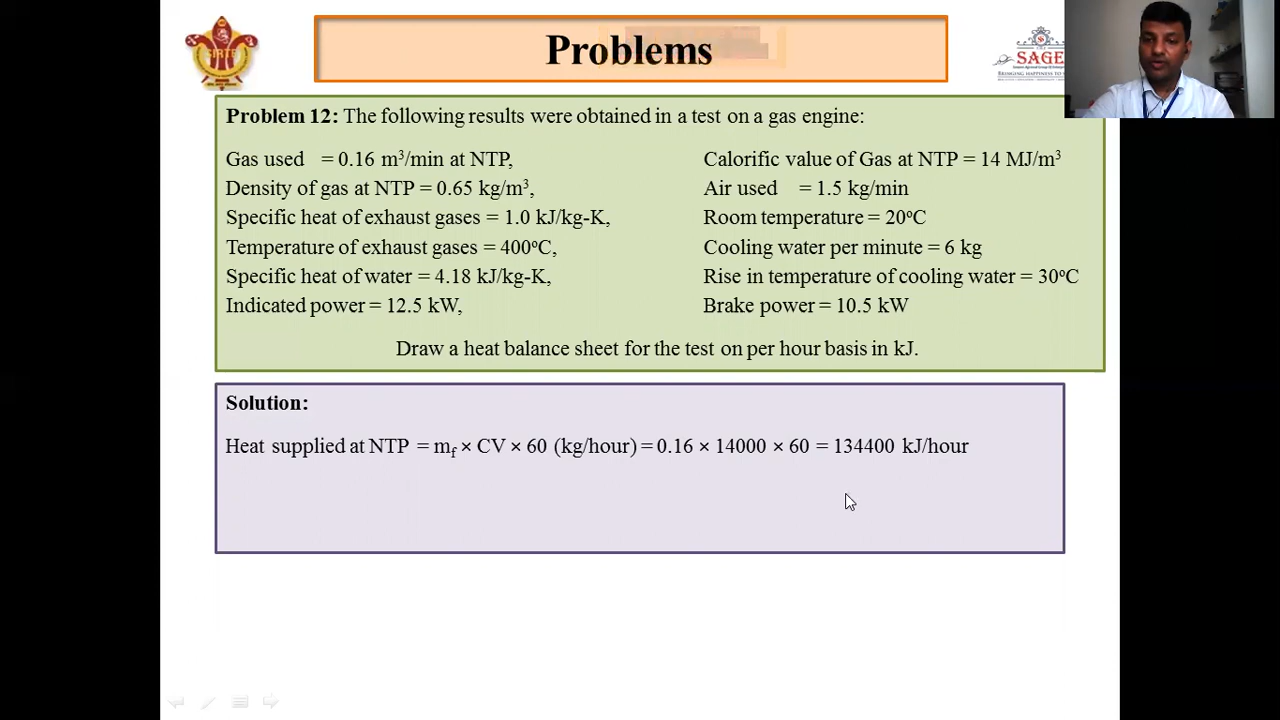 Problems
SIRTE
SAGE
Problem 12: The following results were obtained in a test on a gas engine:
Gas used = 0.16 m³/min at NTP, Calorific value of Gas at NTP = 14 MJ/m³
Density of gas at NTP = 0.65 kg/m³, Air used = 1.5 kg/min
Specific heat of exhaust gases = 1.0 kJ/kg-K, Room temperature = 20°C
Temperature of exhaust gases = 400°C, Cooling water per minute = 6 kg
Specific heat of water = 4.18 kJ/kg-K, Rise in temperature of cooling water = 30°C
Indicated power = 12.5 kW, Brake power = 10.5 kW
Draw a heat balance sheet for the test on per hour basis in kJ.
Solution:
Heat supplied at NTP = m_f × CV × 60 (kg/hour) = 0.16 × 14000 × 60 = 134400 kJ/hour